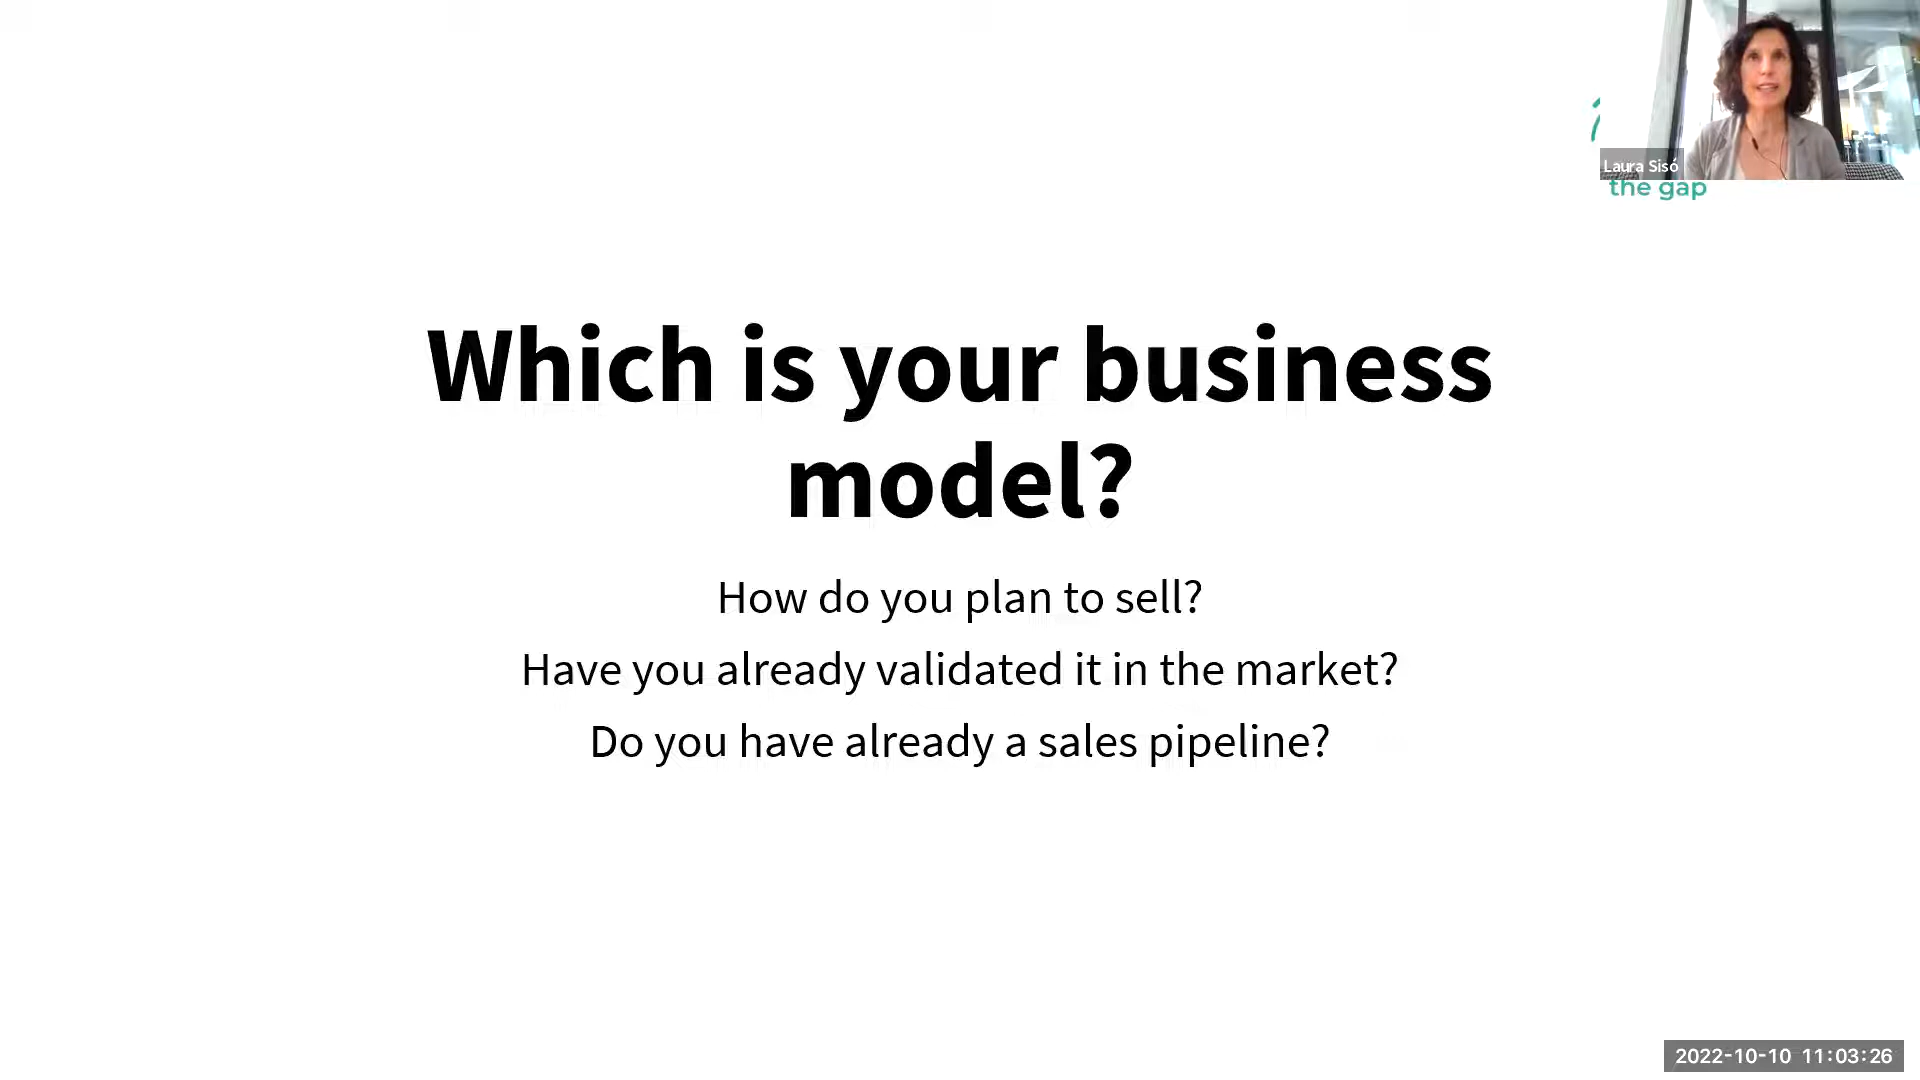 Laura Sisó
the gap
Which is your business
model?
How do you plan to sell?
Have you already validated it in the market?
Do you have already a sales pipeline?
2022-10-10 11:03:26